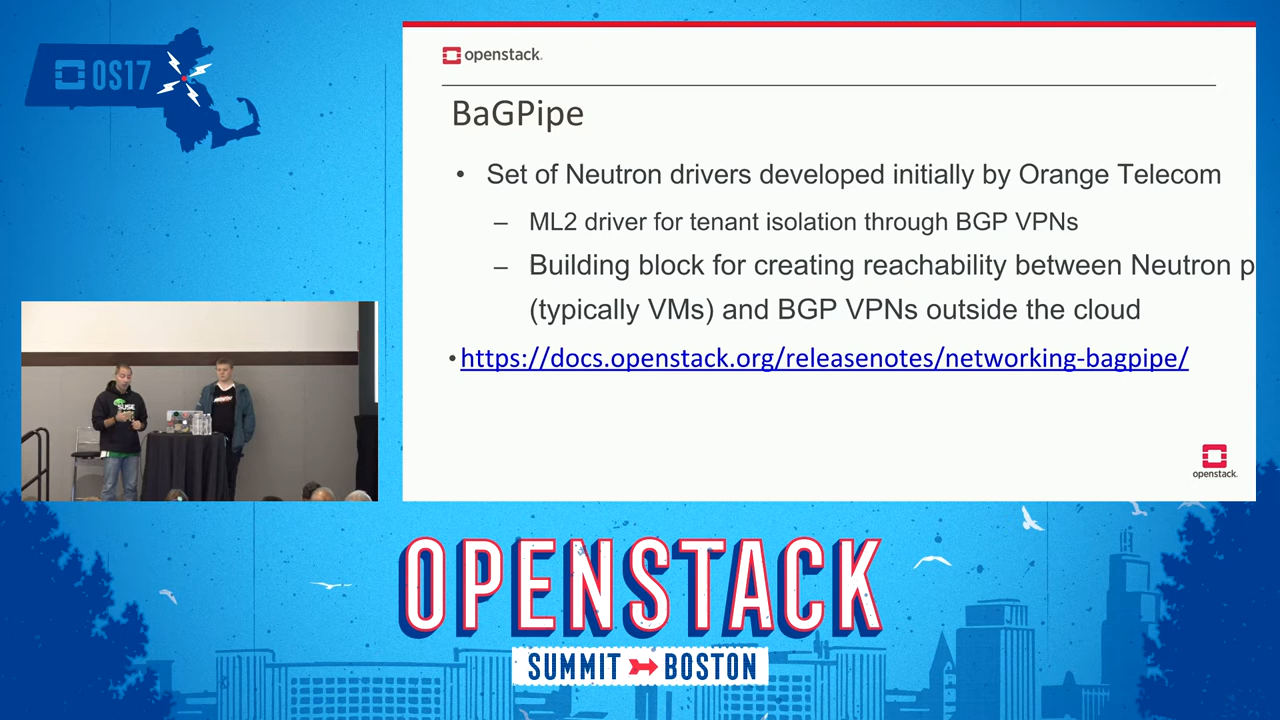 OS17
openstack.
BaGPipe
• Set of Neutron drivers developed initially by Orange Telecom
– ML2 driver for tenant isolation through BGP VPNs
– Building block for creating reachability between Neutron p
(typically VMs) and BGP VPNs outside the cloud
• https://docs.openstack.org/releasenotes/networking-bagpipe/
SUSE
openstack.
OPENSTACK
SUMMIT BOSTON